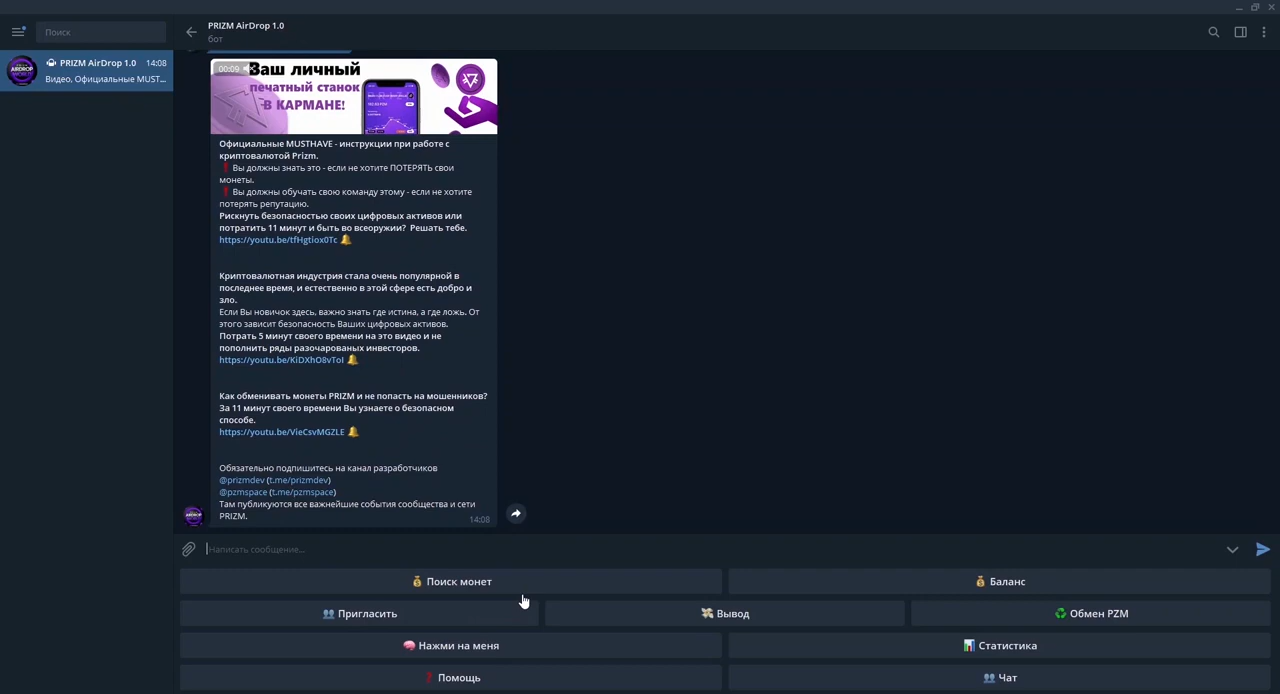 PRIZM AirDrop 1.0
бот
Поиск
PRIZM AirDrop 1.0 14:08
Видео, Официальные MUST...
00:09
Ваш личный
печатный станок
В КАРМАНЕ!
Официальные MUSTHAVE - инструкции при работе с
криптовалютой Prizm.
❗ Вы должны знать это - если не хотите ПОТЕРЯТЬ свои
монеты.
❗ Вы должны обучать свою команду этому - если не хотите
потерять репутацию.
Рискнуть безопасностью своих цифровых активов или
потратить 11 минут и быть во всеоружии? Решать тебе.
https://youtu.be/tfHgtiox0Tc 🔔
Криптовалютная индустрия стала очень популярной в
последнее время, и естественно в этой сфере есть добро и
зло.
Если Вы новичок здесь, важно знать где истина, а где ложь. От
этого зависит безопасность Ваших цифровых активов.
Потрать 5 минут своего времени на это видео и не
пополнить ряды разочарованых инвесторов.
https://youtu.be/KiDXhO8vToI 🔔
Как обменивать монеты PRIZM и не попасть на мошенников?
За 11 минут своего времени Вы узнаете о безопасном
способе.
https://youtu.be/VieCsvMGZLE 🔔
Обязательно подпишитесь на канал разработчиков
@prizmdev (t.me/prizmdev)
@pzmspace (t.me/pzmspace)
Там публикуются все важнейшие события сообщества и сети
PRIZM.
14:08
Написать сообщение...
💰 Поиск монет
💰 Баланс
👥 Пригласить
💸 Вывод
♻ Обмен PZM
🧠 Нажми на меня
📊 Статистика
❗ Помощь
👥 Чат